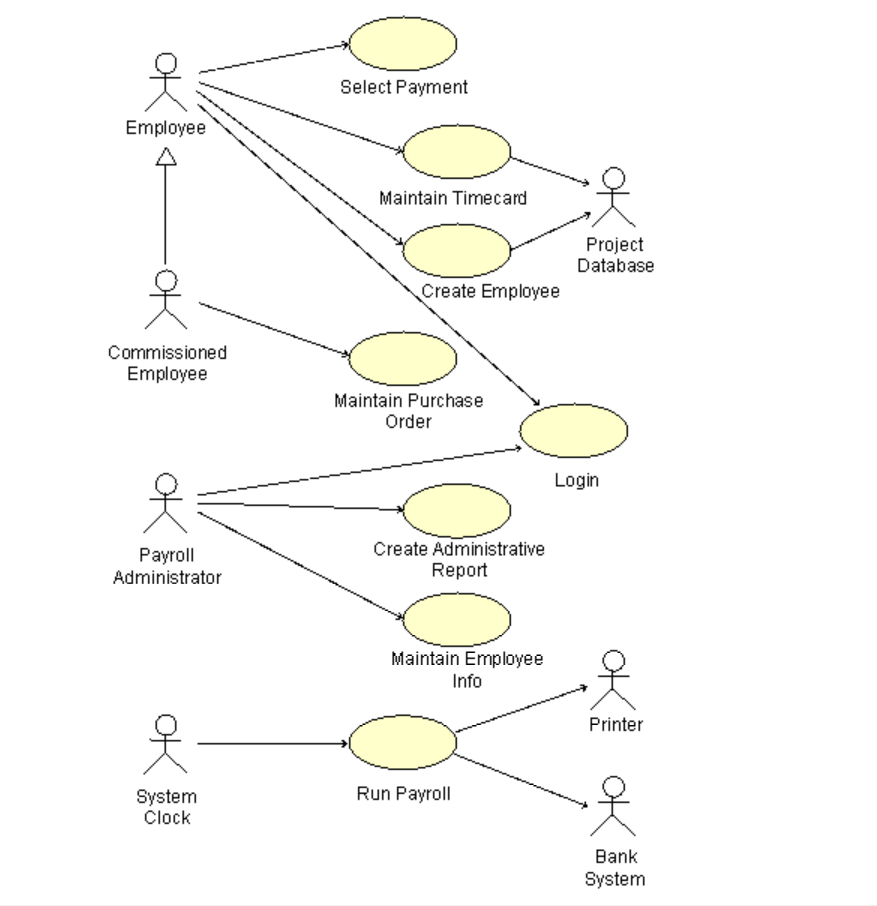 Select Payment
Employee
Maintain Timecard
Project
Database
Create Employee
Commissioned
Employee
Maintain Purchase
Order
Login
Payroll
Administrator
Create Administrative
Report
Maintain Employee
Info
Printer
System
Clock
Run Payroll
Bank
System